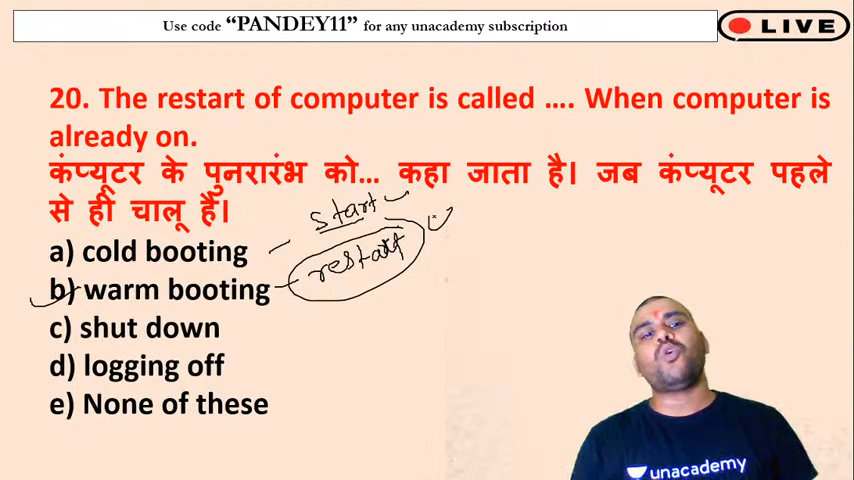 Use code “PANDEY11” for any unacademy subscription
LIVE
20. The restart of computer is called .... When computer is
already on.
कंप्यूटर के पुनरारंभ को... कहा जाता है। जब कंप्यूटर पहले
से ही चालू है।
start
a) cold booting
restart
b) warm booting
c) shut down
d) logging off
e) None of these
unacademy